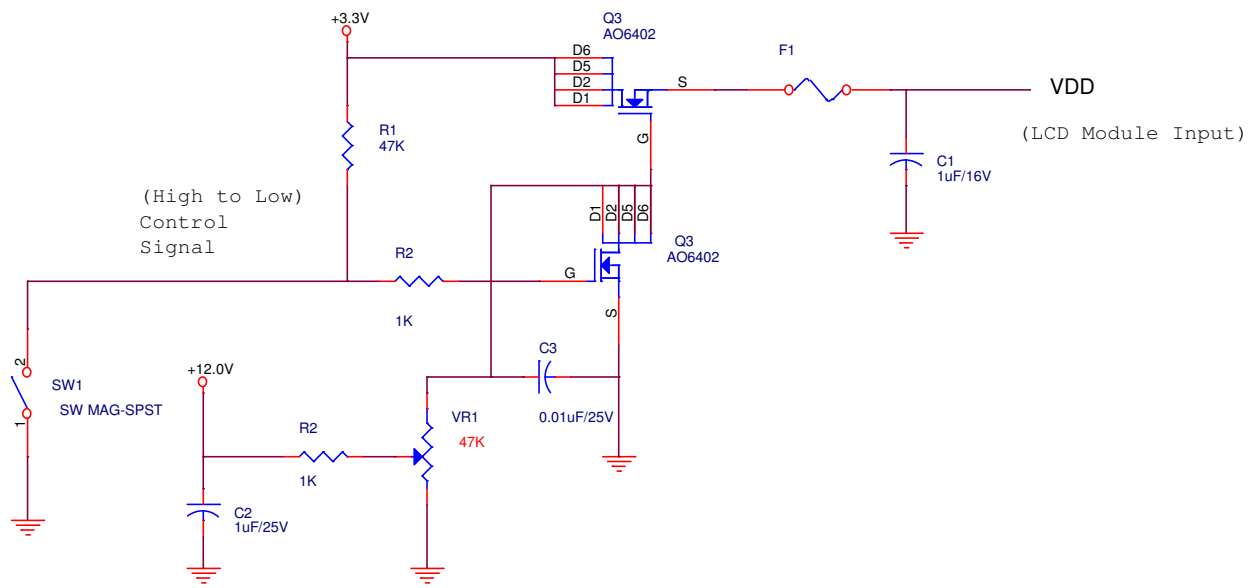 +3.3V
Q3
AO6402
D6
D5
D2
D1
S
G
F1
VDD
(LCD Module Input)
R1
47K
C1
1uF/16V
(High to Low)
Control
Signal
D1
D2
D5
D6
Q3
AO6402
R2
G
1K
S
2
SW1
SW MAG-SPST
1
+12.0V
C3
0.01uF/25V
VR1
47K
R2
1K
C2
1uF/25V